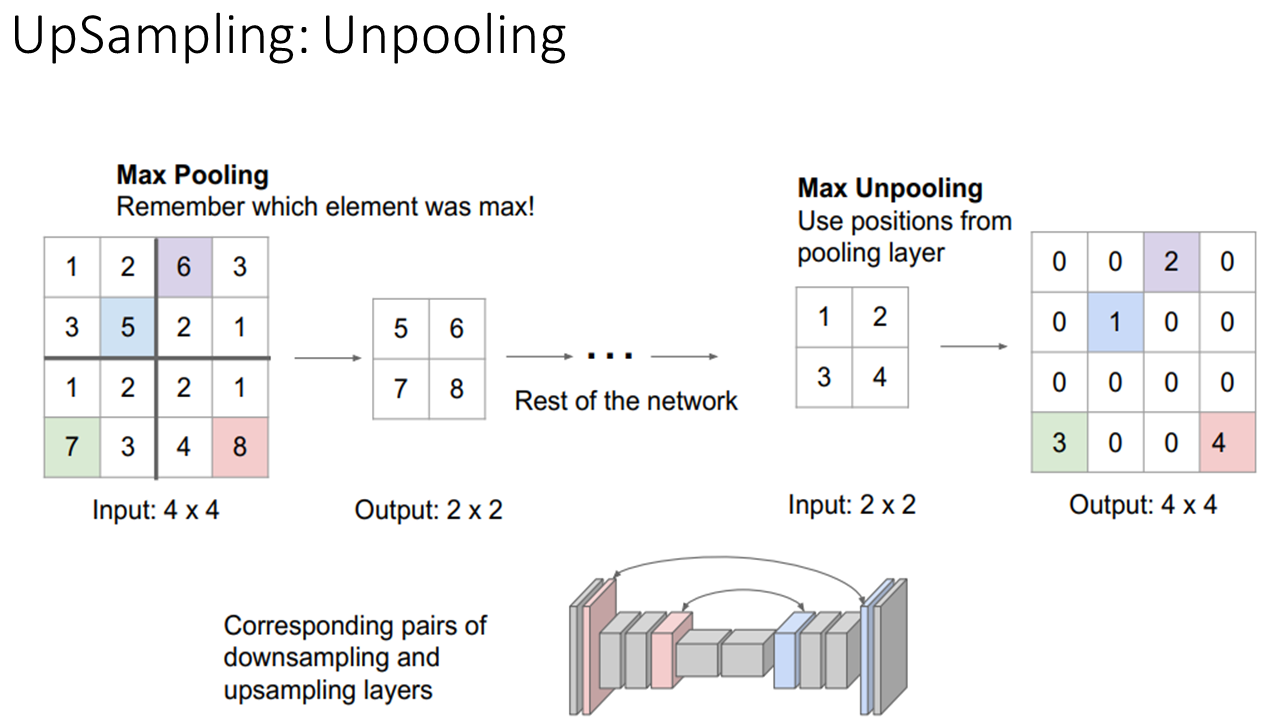 UpSampling: Unpooling
Max Pooling
Remember which element was max!
1 2 6 3
3 5 2 1
1 2 2 1
7 3 4 8
Input: 4 x 4
5 6
7 8
Output: 2 x 2
...
Rest of the network
Max Unpooling
Use positions from
pooling layer
1 2
3 4
Input: 2 x 2
0 0 2 0
0 1 0 0
0 0 0 0
3 0 0 4
Output: 4 x 4
Corresponding pairs of
downsampling and
upsampling layers